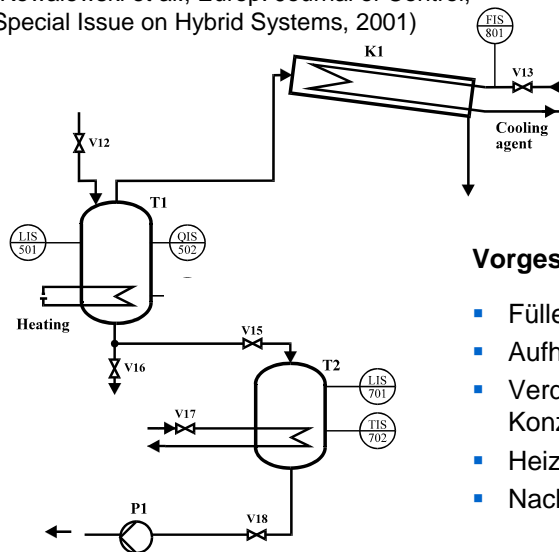 Special Issue on Hybrid Systems, 2001)
FIS
801
K1
V13
Cooling
agent
V12
T1
LIS
501
QIS
502
Heating
V15
V16
T2
LIS
701
V17
TIS
702
P1
V18
Vorges
Fülle
Aufh
Verd
Konz
Heiz
Nach